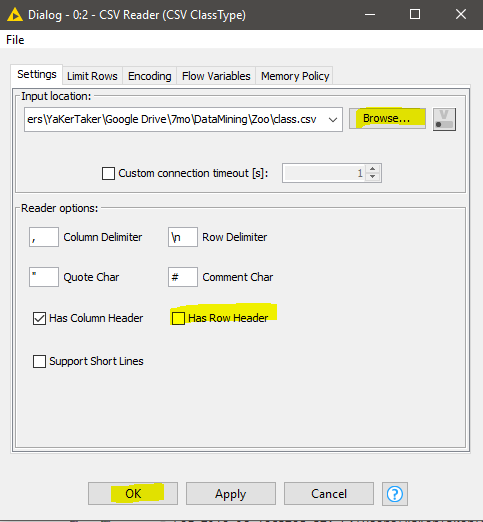 Dialog - 0:2 - CSV Reader (CSV ClassType)
File
Settings Limit Rows Encoding Flow Variables Memory Policy
Input location:
ers\YaKerTaker\Google Drive\7mo\DataMining\Zoo\class.csv Browse... V
Custom connection timeout [s]: 1
Reader options:
, Column Delimiter \n Row Delimiter
" Quote Char # Comment Char
Has Column Header Has Row Header
Support Short Lines
OK Apply Cancel ?